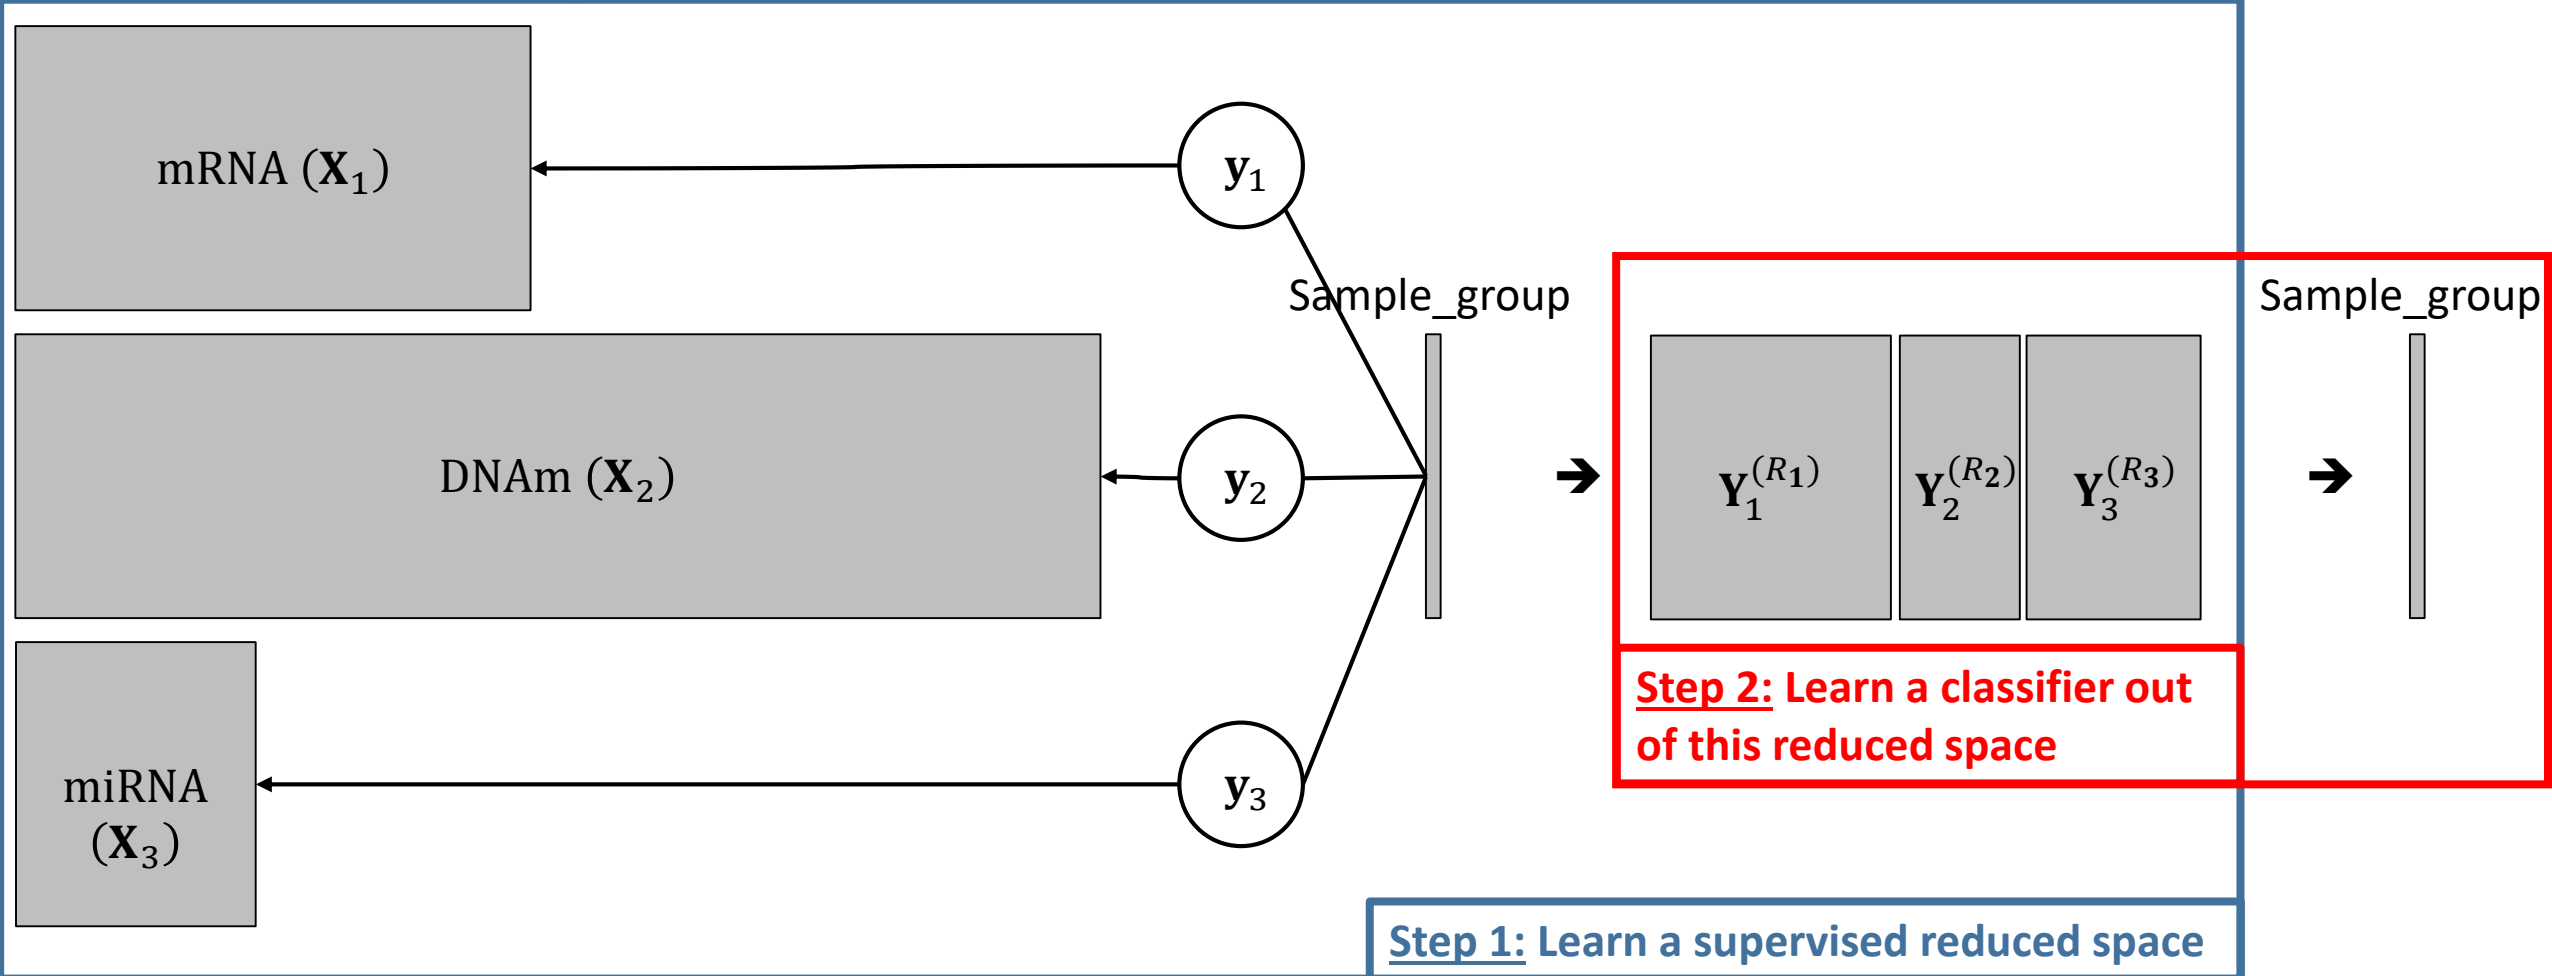 mRNA (𝐗₁)
𝐲₁
Sample_group
Sample_group
DNAm (𝐗₂)
𝐲₂
➔
𝐘₁^(𝑅₁)
𝐘₂^(𝑅₂)
𝐘₃^(𝑅₃)
➔
Step 2: Learn a classifier out
of this reduced space
miRNA
(𝐗₃)
𝐲₃
Step 1: Learn a supervised reduced space